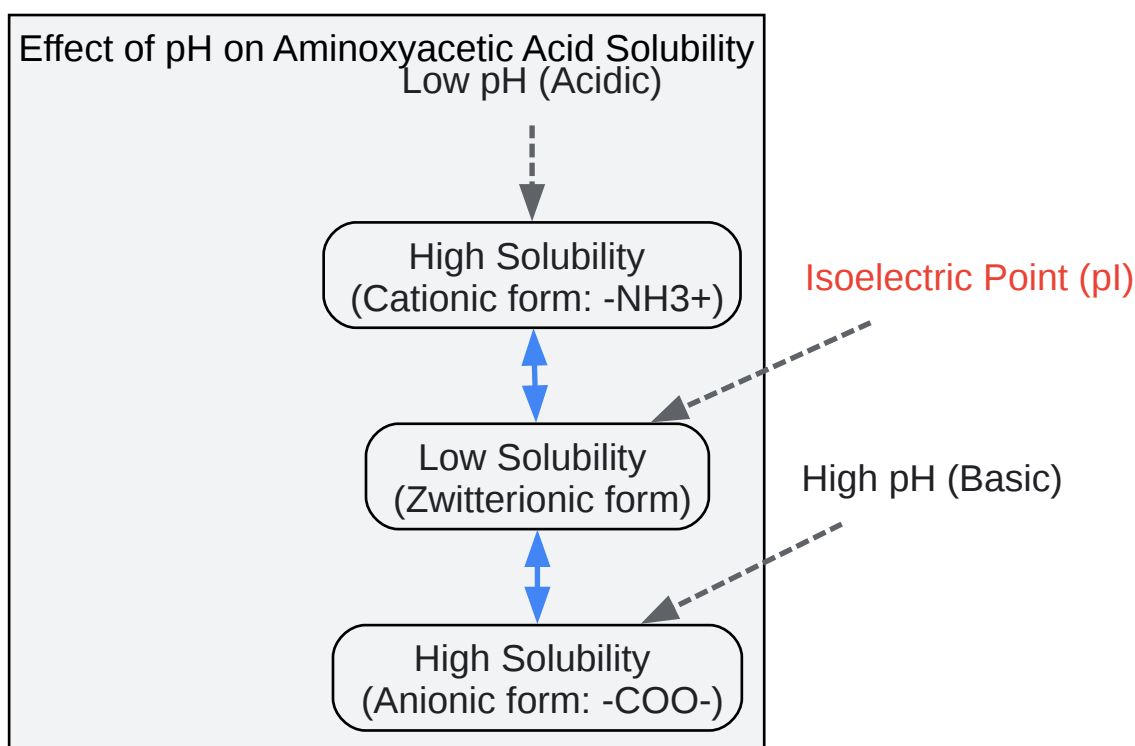 Effect of pH on Aminoxyacetic Acid Solubility
Low pH (Acidic)
High Solubility
(Cationic form: -NH3+)
Isoelectric Point (pI)
Low Solubility
(Zwitterionic form)
High pH (Basic)
High Solubility
(Anionic form: -COO-)